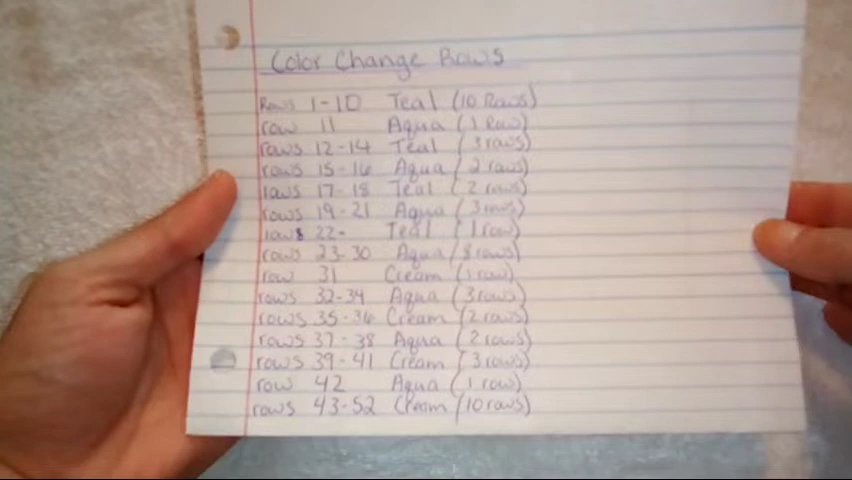 Color Change Rows
Rows 1-10 Teal (10 Rows)
row 11 Aqua (1 Row)
rows 12-14 Teal (3 rows)
rows 15-16 Aqua (2 rows)
rows 17-18 Teal (2 rows)
rows 19-21 Aqua (3 rows)
rows 22- Teal (1 row)
rows 23-30 Aqua (8 rows)
row 31 Cream (1 row)
rows 32-34 Aqua (3 rows)
rows 35-36 Cream (2 rows)
rows 37-38 Aqua (2 rows)
rows 39-41 Cream (3 rows)
row 42 Aqua (1 row)
rows 43-52 Cream (10 rows)